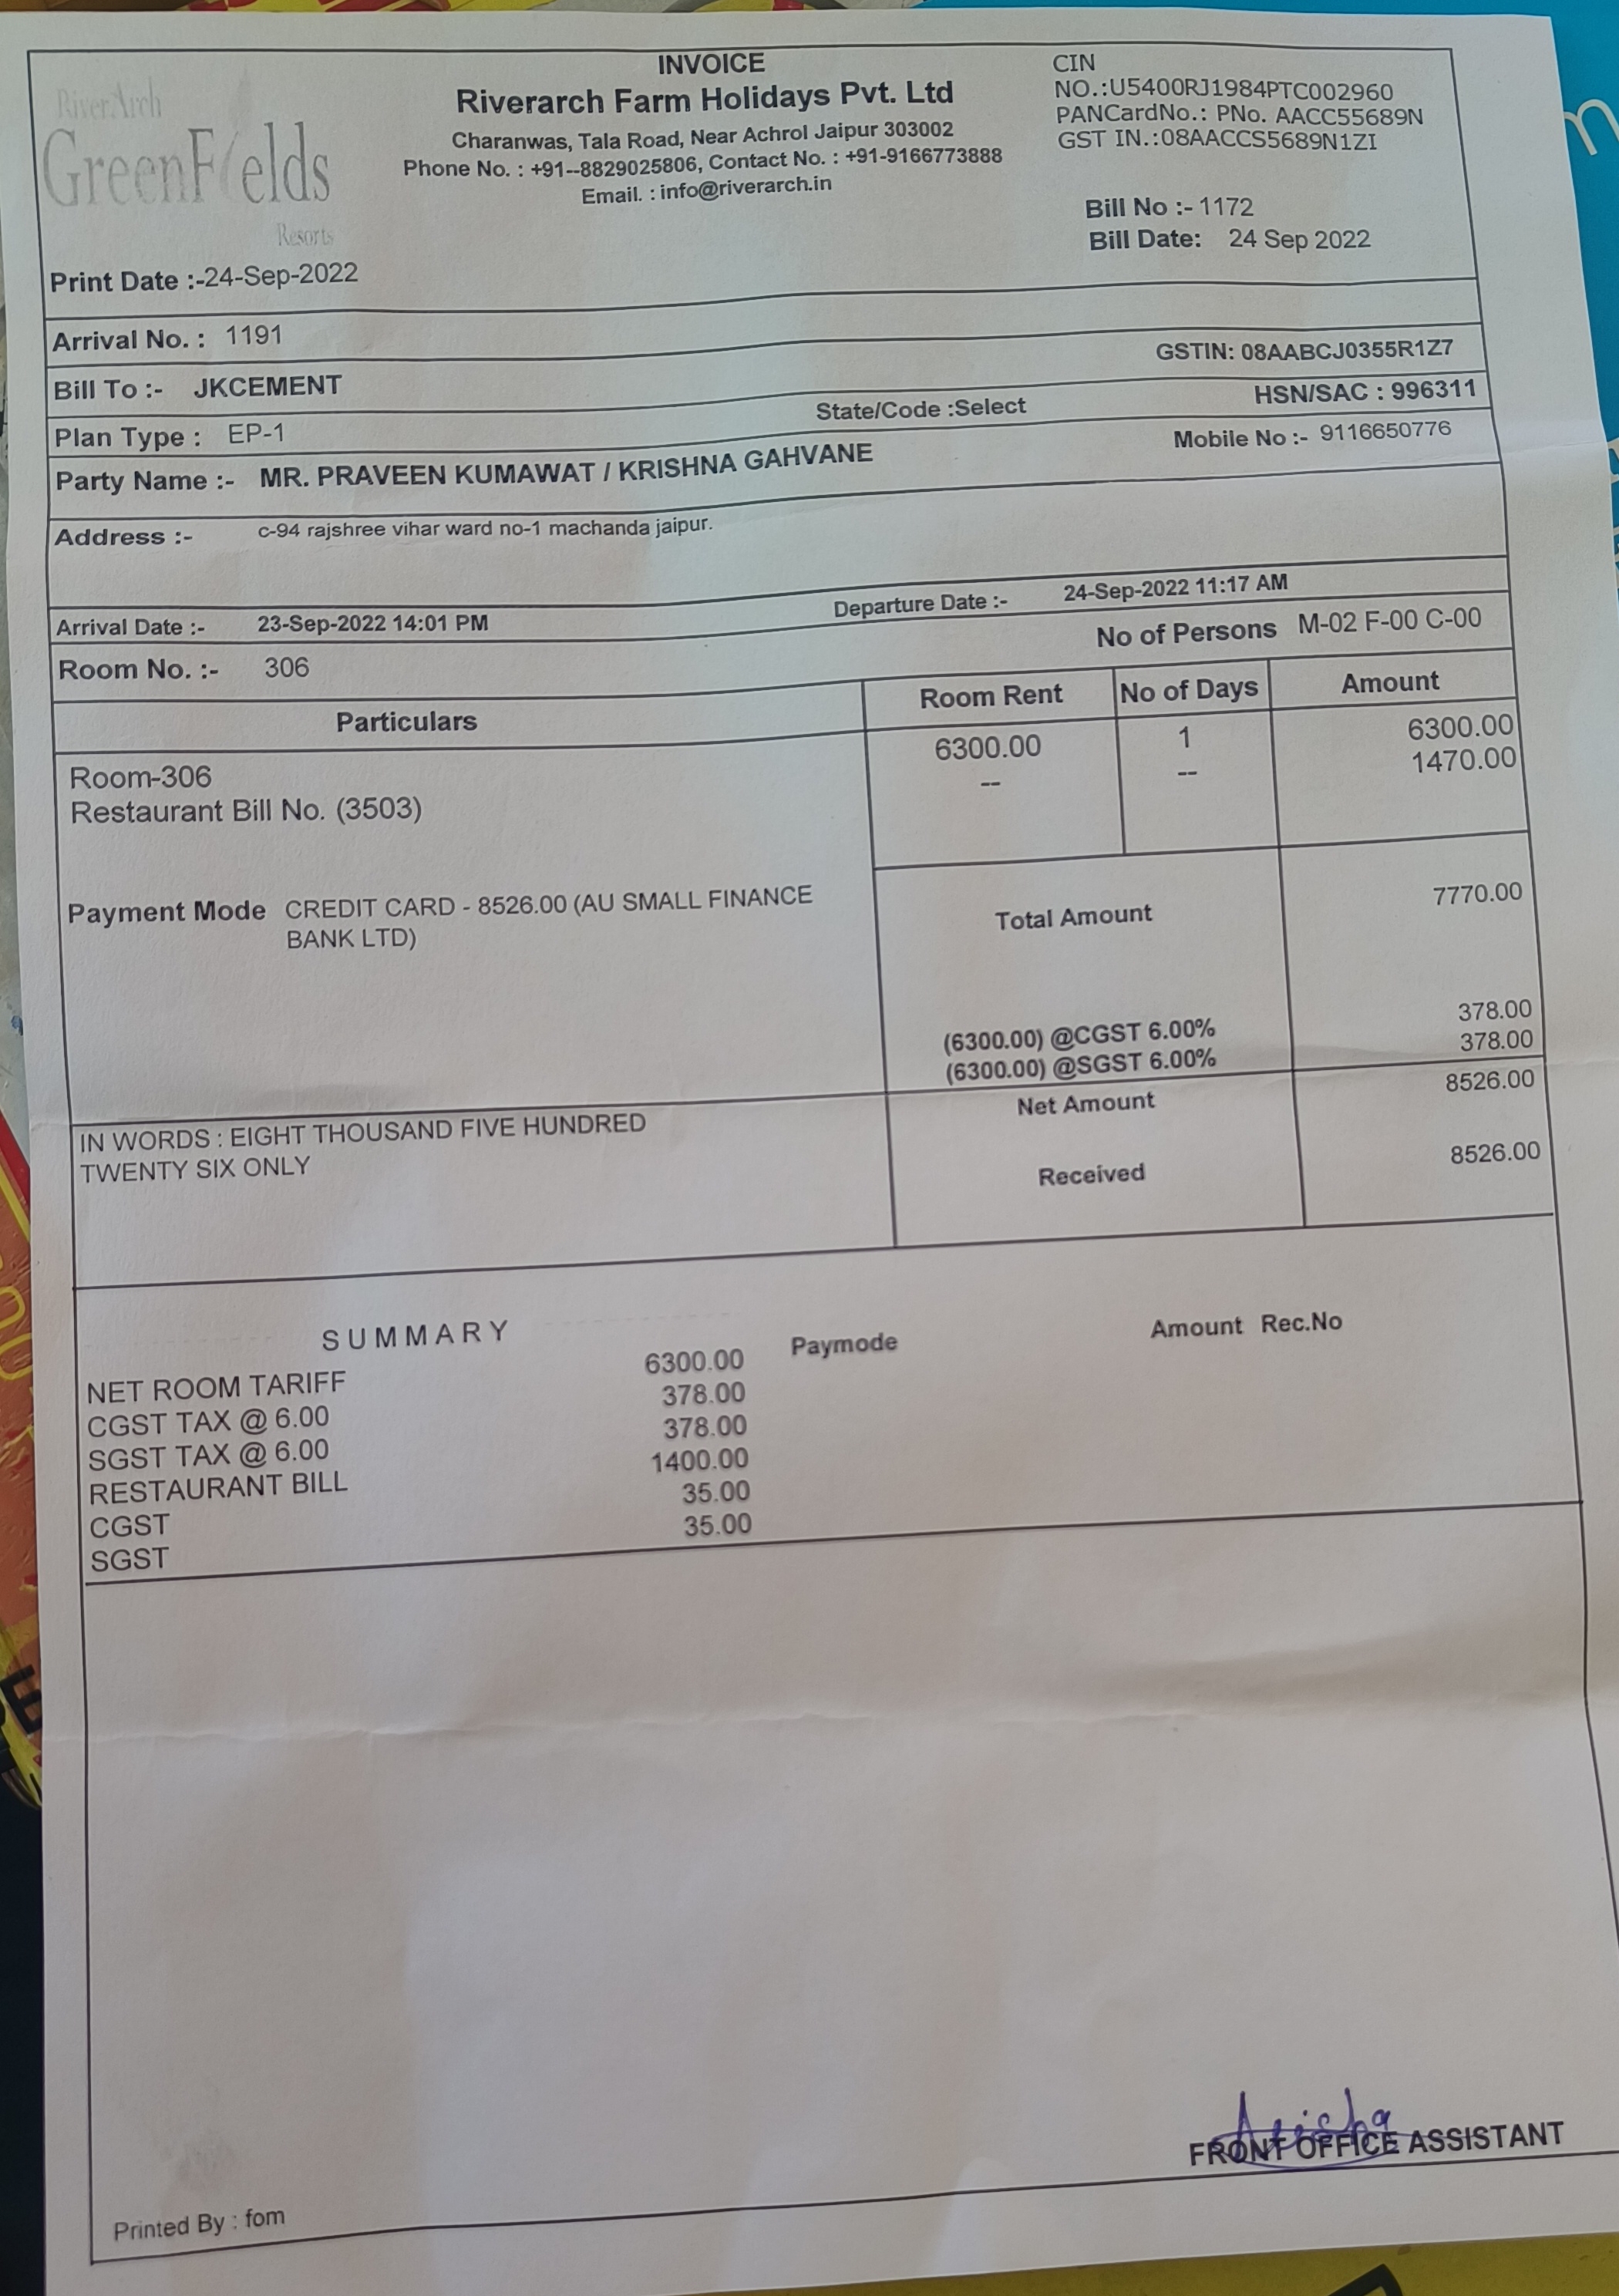 INVOICE
RiverArch
GreenFields
Resorts
Riverarch Farm Holidays Pvt. Ltd
Charanwas, Tala Road, Near Achrol Jaipur 303002
Phone No. : +91--8829025806, Contact No. : +91-9166773888
Email. : info@riverarch.in
CIN
NO.:U5400RJ1984PTC002960
PANCardNo.: PNo. AACC55689N
GST IN.:08AACCS5689N1ZI
Bill No :- 1172
Bill Date: 24 Sep 2022
Print Date :-24-Sep-2022
Arrival No. : 1191
Bill To :- JKCEMENT GSTIN: 08AABCJ0355R1Z7
Plan Type : EP-1 State/Code :Select HSN/SAC : 996311
Party Name :- MR. PRAVEEN KUMAWAT / KRISHNA GAHVANE Mobile No :- 9116650776
Address :- c-94 rajshree vihar ward no-1 machanda jaipur.
Arrival Date :- 23-Sep-2022 14:01 PM Departure Date :- 24-Sep-2022 11:17 AM
Room No. :- 306 No of Persons M-02 F-00 C-00
Particulars Room Rent No of Days Amount
Room-306 6300.00 1 6300.00
Restaurant Bill No. (3503) -- -- 1470.00
Payment Mode CREDIT CARD - 8526.00 (AU SMALL FINANCE
BANK LTD)
Total Amount 7770.00
(6300.00) @CGST 6.00% 378.00
(6300.00) @SGST 6.00% 378.00
Net Amount 8526.00
IN WORDS : EIGHT THOUSAND FIVE HUNDRED
TWENTY SIX ONLY
Received 8526.00
SUMMARY Paymode Amount Rec.No
NET ROOM TARIFF 6300.00
CGST TAX @ 6.00 378.00
SGST TAX @ 6.00 378.00
RESTAURANT BILL 1400.00
CGST 35.00
SGST 35.00
FRONT OFFICE ASSISTANT
Printed By : fom